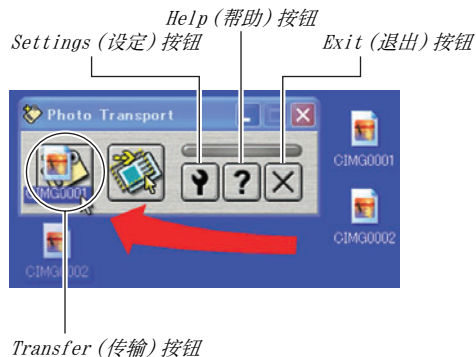 Help (帮助) 按钮
Settings (设定) 按钮
Exit (退出) 按钮
Photo Transport
CIMG0001
CIMG0001
CIMG0002
CIMG0002
Transfer (传输) 按钮